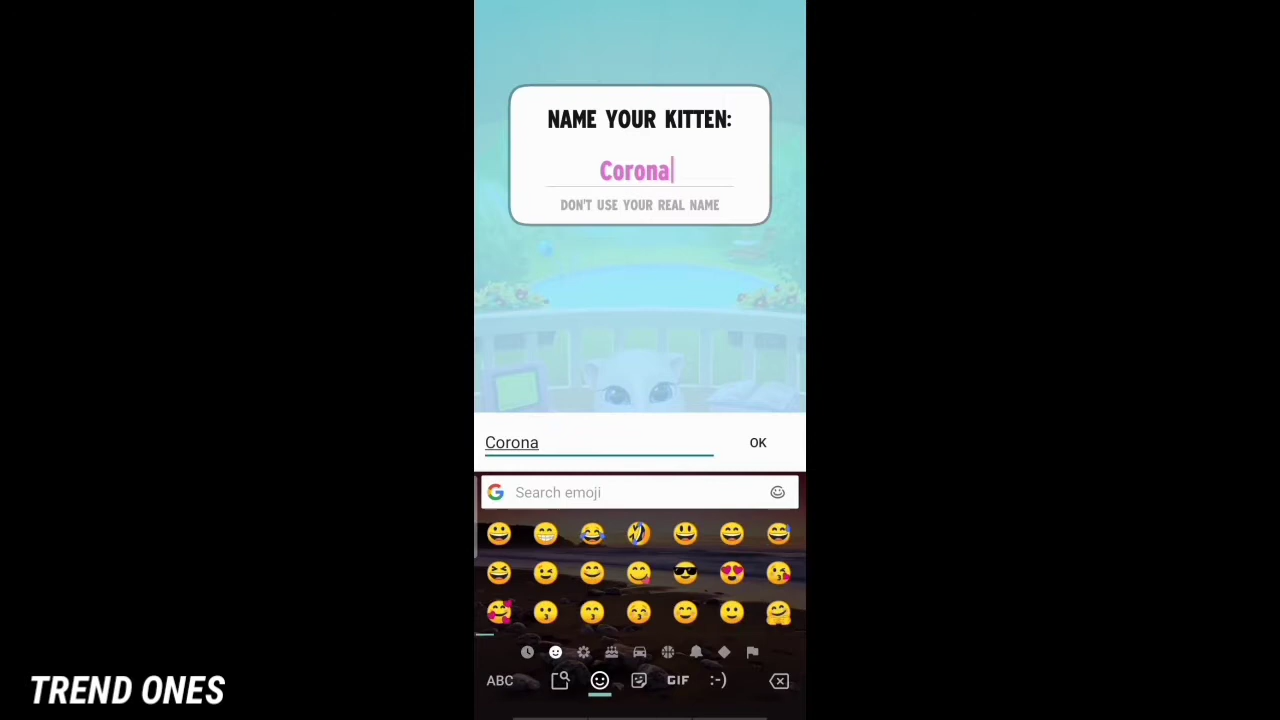 NAME YOUR KITTEN:
Corona
DON'T USE YOUR REAL NAME
Corona OK
Search emoji
ABC GIF :-)
TREND ONES